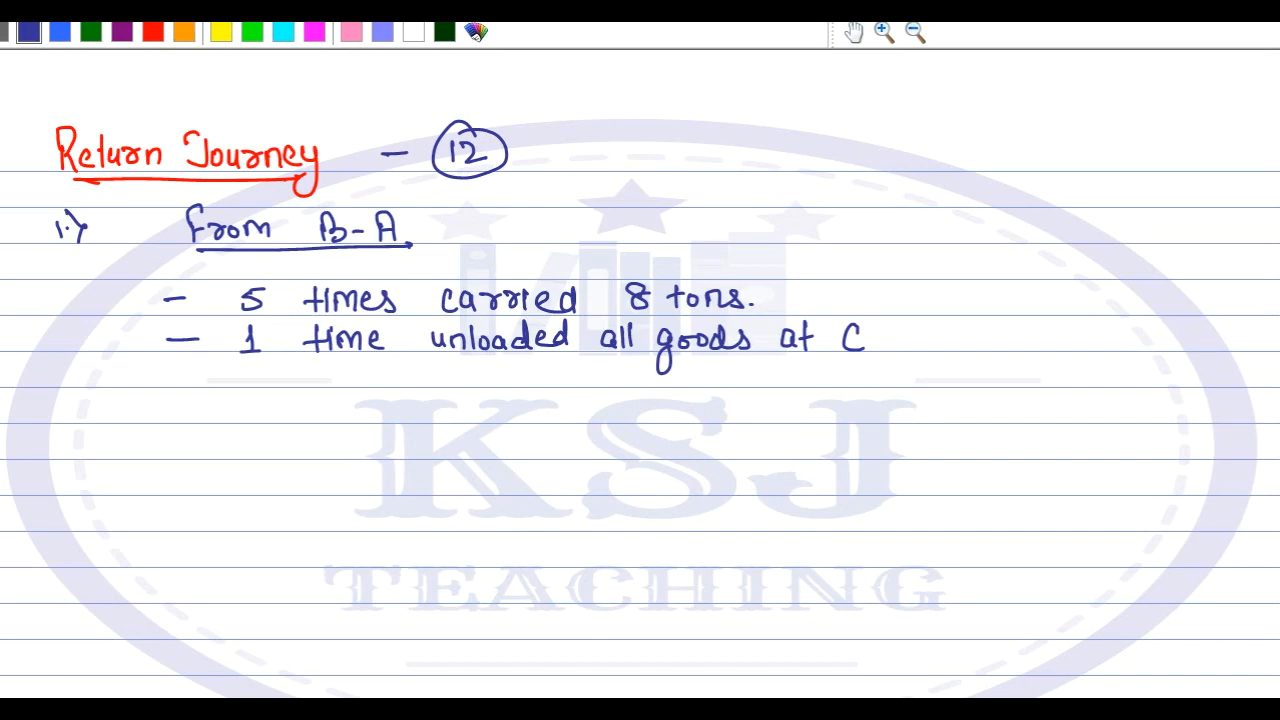 Return Journey - 12
1.) From B-A
- 5 times carried 8 tons.
- 1 time unloaded all goods at C
KSJ
TEACHING